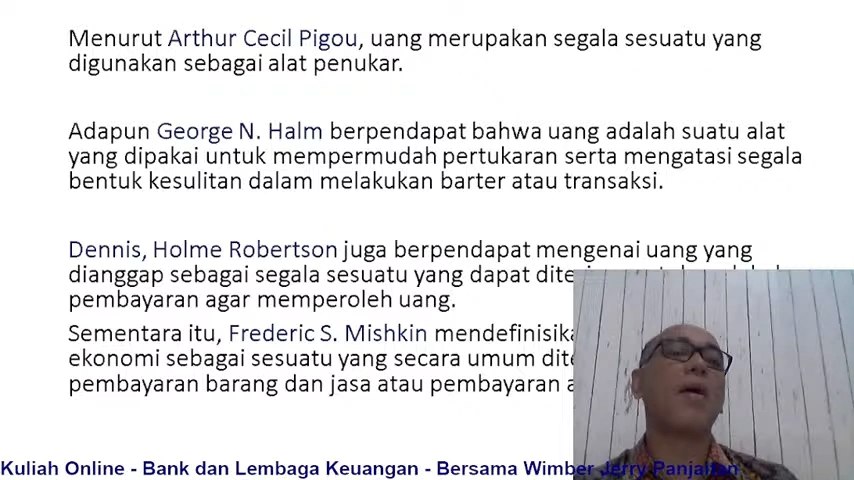 Menurut Arthur Cecil Pigou, uang merupakan segala sesuatu yang
digunakan sebagai alat penukar.
Adapun George N. Halm berpendapat bahwa uang adalah suatu alat
yang dipakai untuk mempermudah pertukaran serta mengatasi segala
bentuk kesulitan dalam melakukan barter atau transaksi.
Dennis, Holme Robertson juga berpendapat mengenai uang yang
dianggap sebagai segala sesuatu yang dapat
pembayaran agar memperoleh uang.
Sementara itu, Frederic S. Mishkin
ekonomi sebagai sesuatu yang secara umum
pembayaran barang dan jasa atau pembayaran
Kuliah Online - Bank dan Lembaga Keuangan - Bersama Wimber Jerry Panjaitan